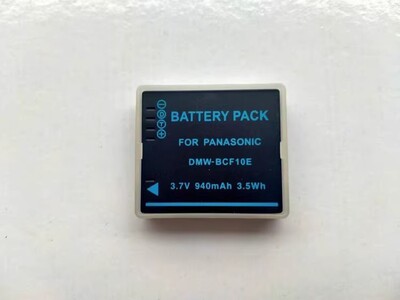 BATTERY PACK
FOR PANASONIC
DMW-BCF10E
3.7V 940mAh 3.5Wh